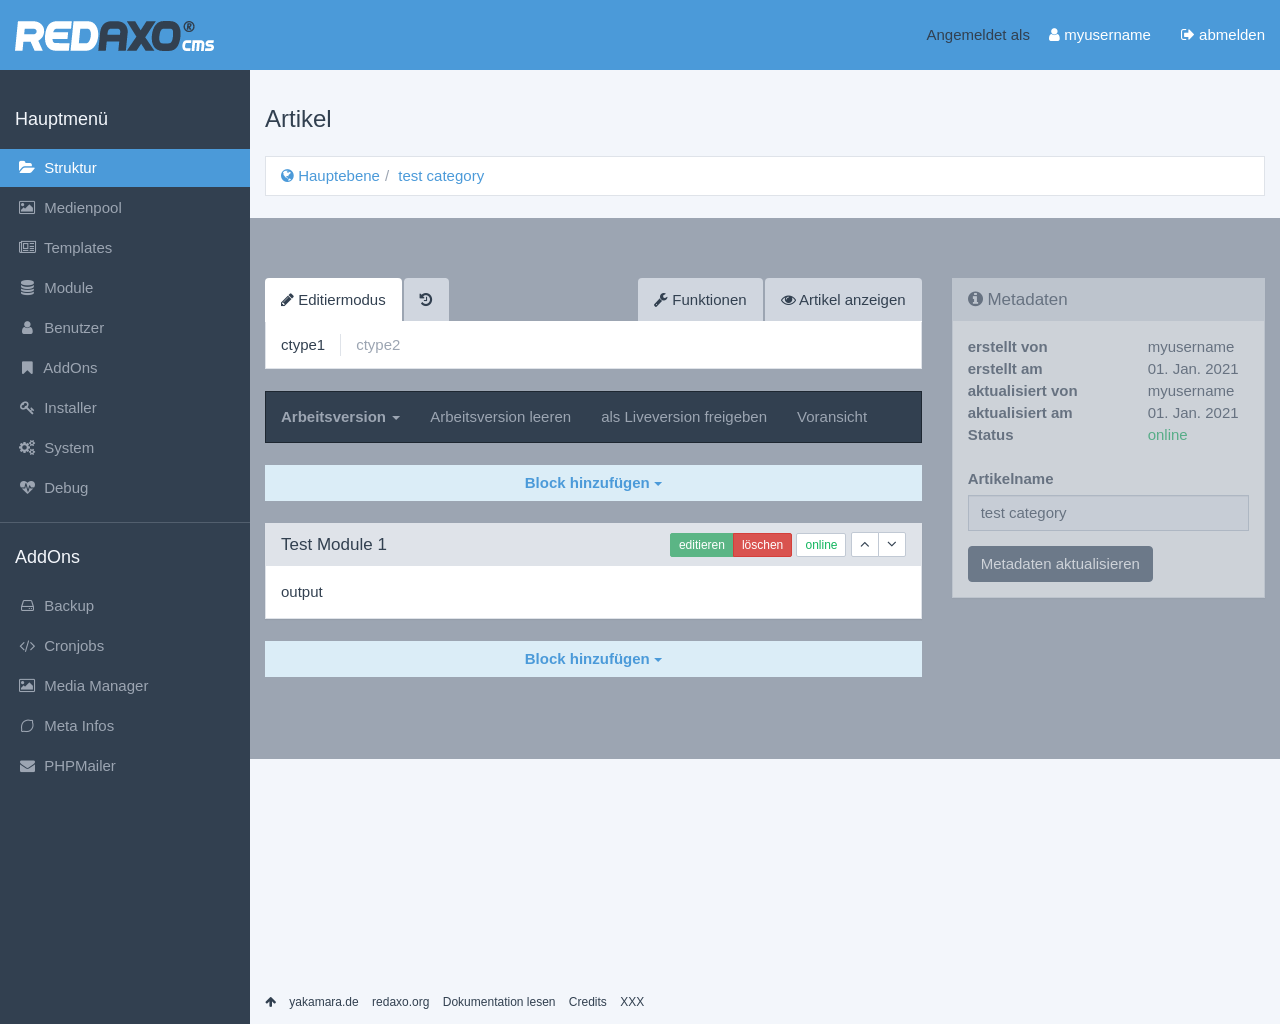 REDAXO® cms
Angemeldet als myusername abmelden
Hauptmenü
Struktur
Medienpool
Templates
Module
Benutzer
AddOns
Installer
System
Debug
AddOns
Backup
Cronjobs
Media Manager
Meta Infos
PHPMailer
Artikel
Hauptebene / test category
Editiermodus
Funktionen
Artikel anzeigen
ctype1
ctype2
Arbeitsversion Arbeitsversion leeren als Liveversion freigeben Voransicht
Block hinzufügen
Test Module 1 editieren löschen online
output
Block hinzufügen
Metadaten
erstellt von myusername
erstellt am 01. Jan. 2021
aktualisiert von myusername
aktualisiert am 01. Jan. 2021
Status online
Artikelname
test category
Metadaten aktualisieren
yakamara.de redaxo.org Dokumentation lesen Credits XXX